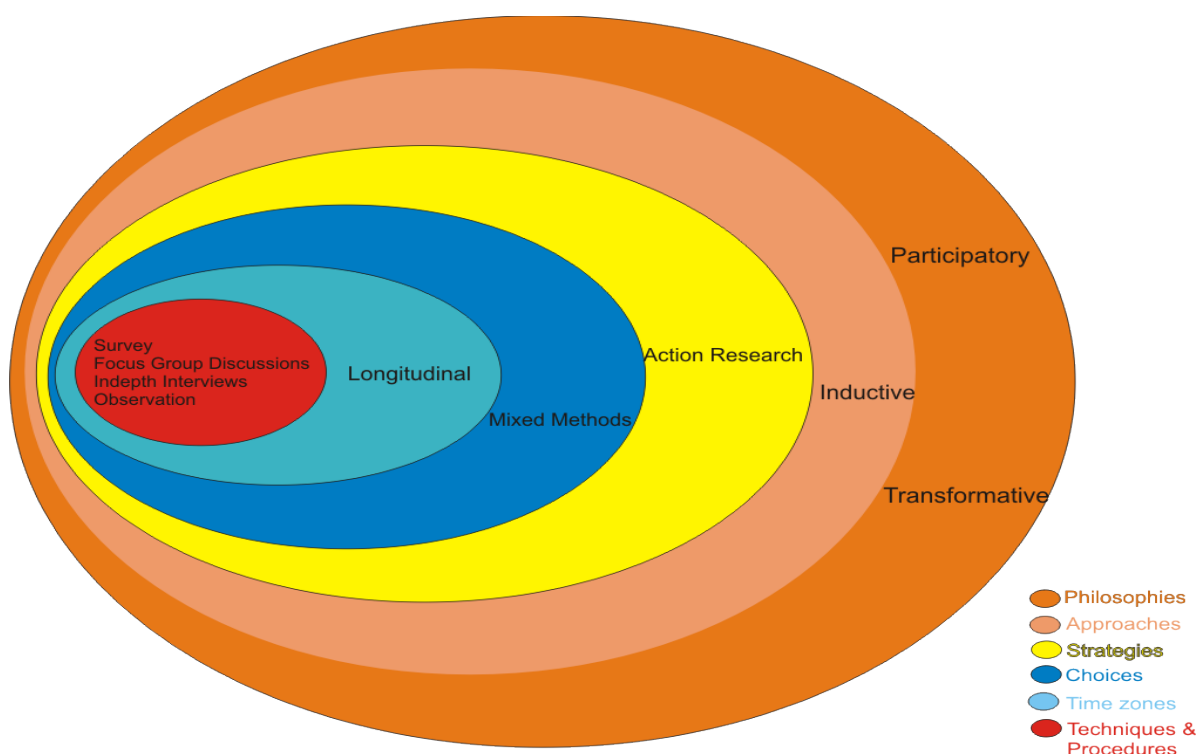 Participatory
Survey
Focus Group Discussions
Indepth Interviews
Observation
Longitudinal
Mixed Methods
Action Research
Inductive
Transformative
Philosophies
Approaches
Strategies
Choices
Time zones
Techniques &
Procedures